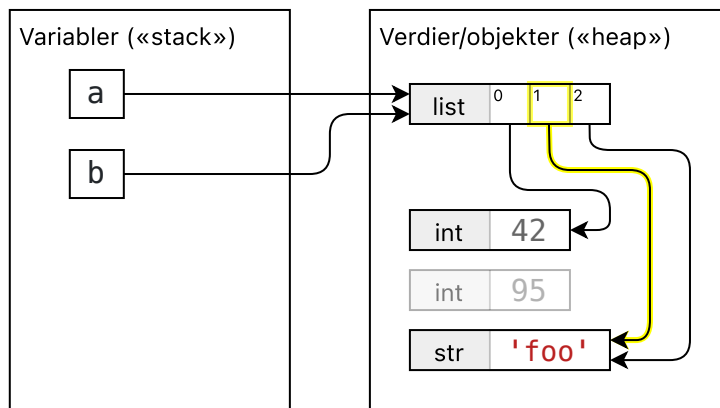 Variabler («stack»)
Verdier/objekter («heap»)
a
list 0 1 2
b
int 42
int 95
str 'foo'